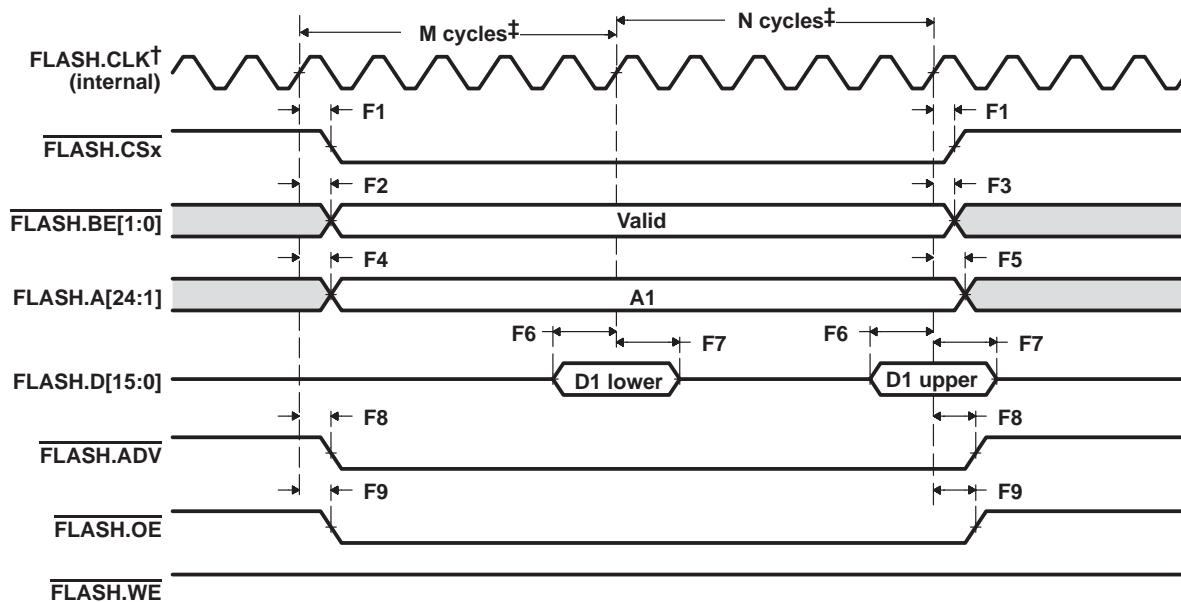 M cycles‡
N cycles‡
FLASH.CLK†
(internal)
F1
F1
FLASH.CSx
F2
F3
FLASH.BE[1:0]
Valid
F4
F5
FLASH.A[24:1]
A1
F6
F7
F6
F7
FLASH.D[15:0]
D1 lower
D1 upper
F8
F8
FLASH.ADV
F9
F9
FLASH.OE
FLASH.WE